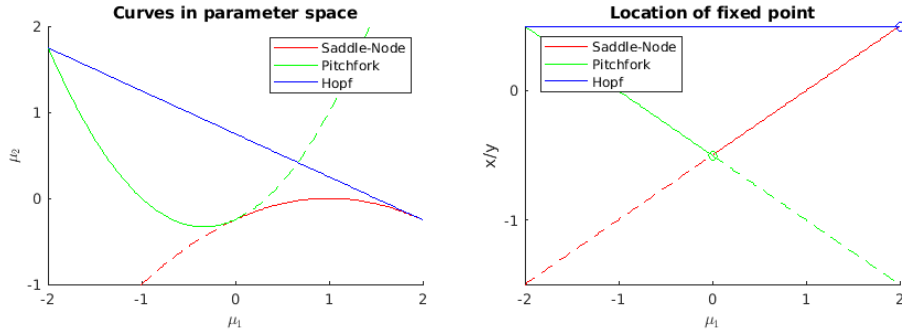 Curves in parameter space
2
1
0
-1
-2
-1
0
1
2
μ2
μ1
Saddle-Node
Pitchfork
Hopf
Location of fixed point
0
-1
-2
-1
0
1
2
x/y
μ1
Saddle-Node
Pitchfork
Hopf